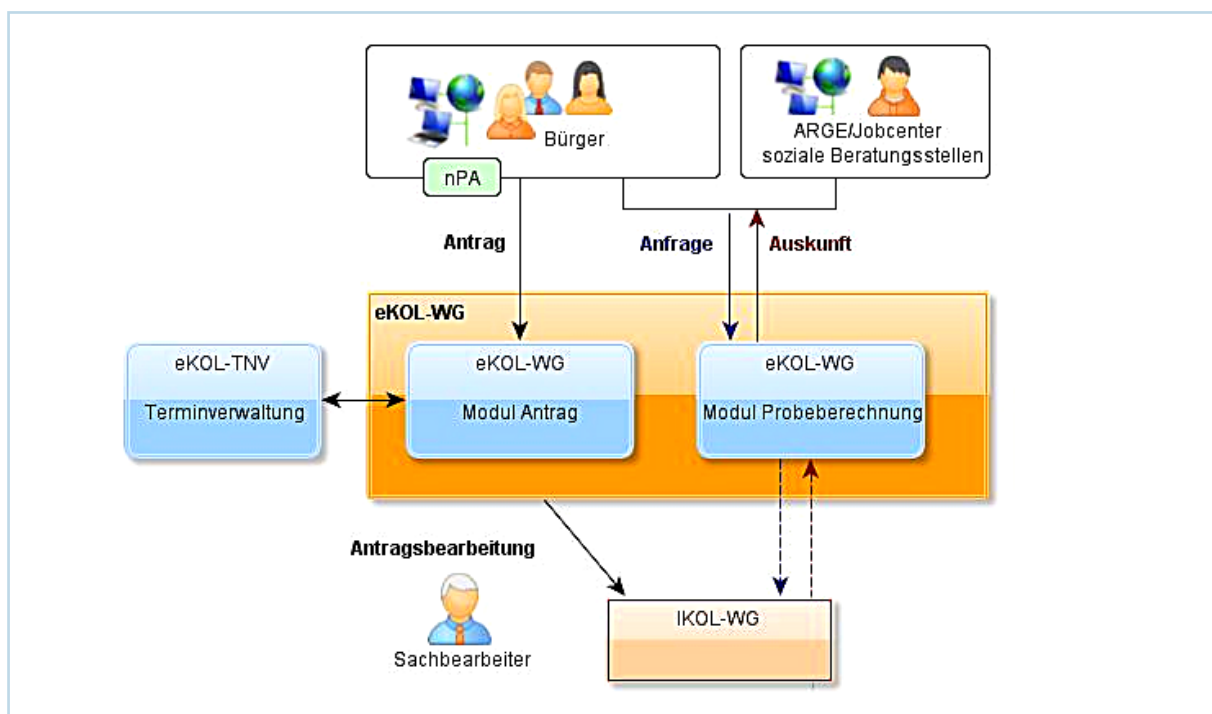 Bürger
nPA
ARGE/Jobcenter
soziale Beratungsstellen
Antrag
Anfrage
Auskunft
eKOL-WG
eKOL-TNV
Terminverwaltung
eKOL-WG
Modul Antrag
eKOL-WG
Modul Probeberechnung
Antragsbearbeitung
Sachbearbeiter
IKOL-WG